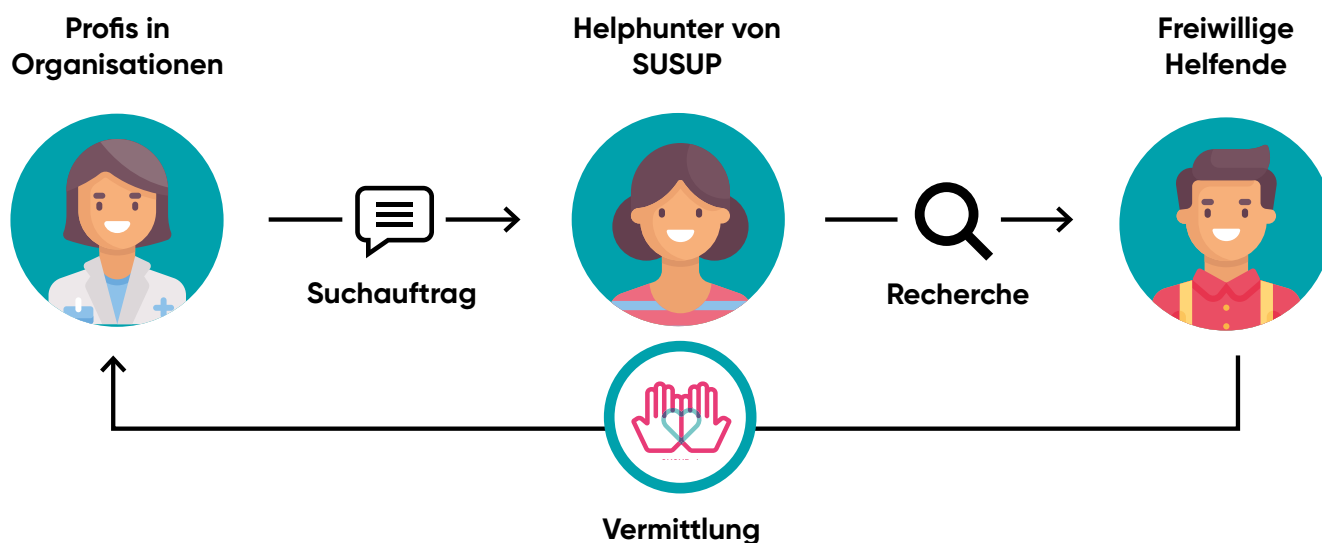 Profis in
Organisationen
Helphunter von
SUSUP
Freiwillige
Helfende
Suchauftrag
Recherche
Vermittlung